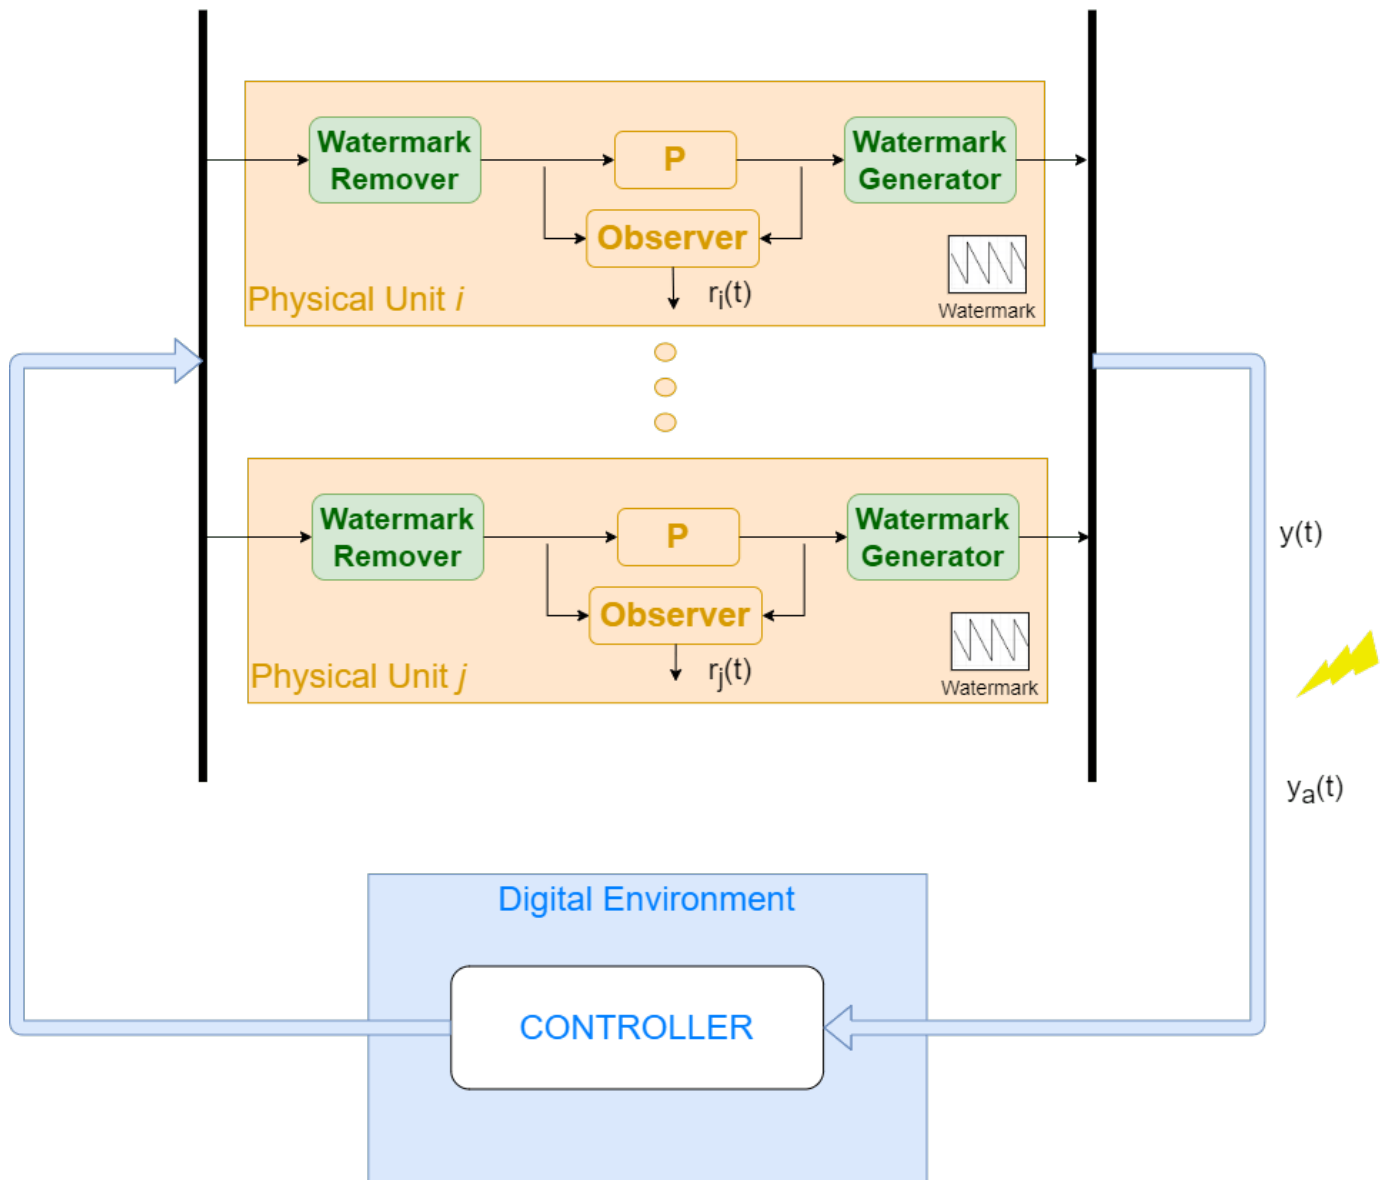 Watermark
Remover
P
Watermark
Generator
Observer
Physical Unit i
rᵢ(t)
Watermark
Watermark
Remover
P
Watermark
Generator
Observer
Physical Unit j
rⱼ(t)
Watermark
y(t)
yₐ(t)
Digital Environment
CONTROLLER